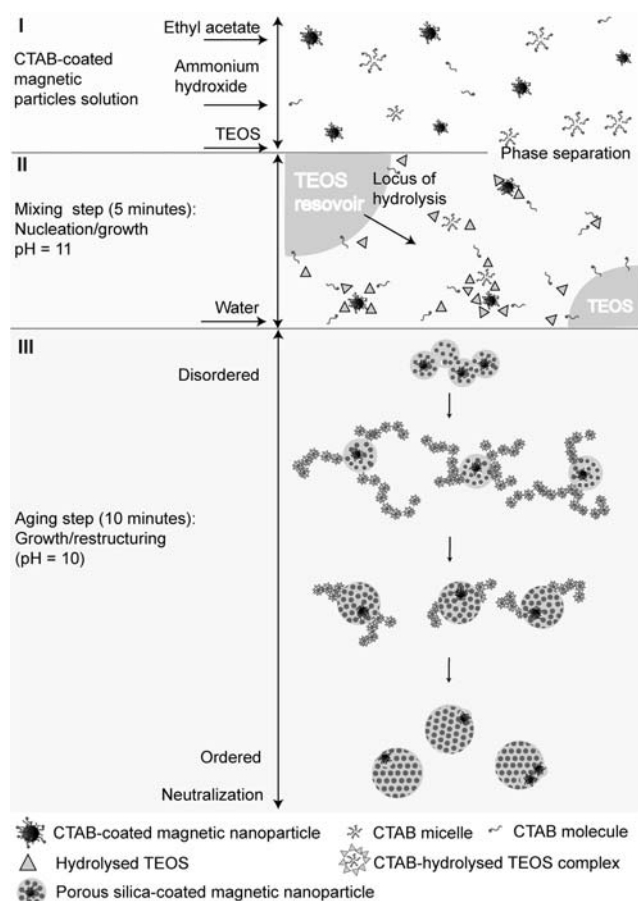 I
Ethyl acetate
CTAB-coated
magnetic
particles solution
Ammonium
hydroxide
TEOS
Phase separation
II
TEOS
resovoir
Locus of
hydrolysis
Mixing step (5 minutes):
Nucleation/growth
pH = 11
Water
TEOS
III
Disordered
Aging step (10 minutes):
Growth/restructuring
(pH = 10)
Ordered
Neutralization
CTAB-coated magnetic nanoparticle
CTAB micelle
CTAB molecule
Hydrolysed TEOS
CTAB-hydrolysed TEOS complex
Porous silica-coated magnetic nanoparticle